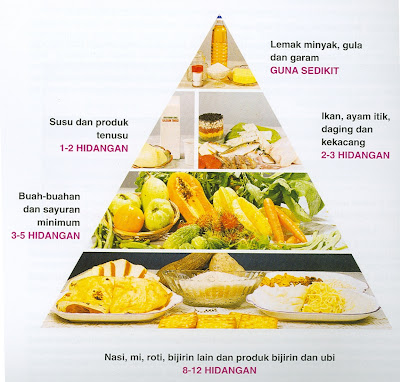 Lemak minyak, gula
dan garam
GUNA SEDIKIT
Susu dan produk
tenusu
1-2 HIDANGAN
Ikan, ayam itik,
daging dan
kekacang
2-3 HIDANGAN
Buah-buahan
dan sayuran
minimum
3-5 HIDANGAN
Nasi, mi, roti, bijirin lain dan produk bijirin dan ubi
8-12 HIDANGAN